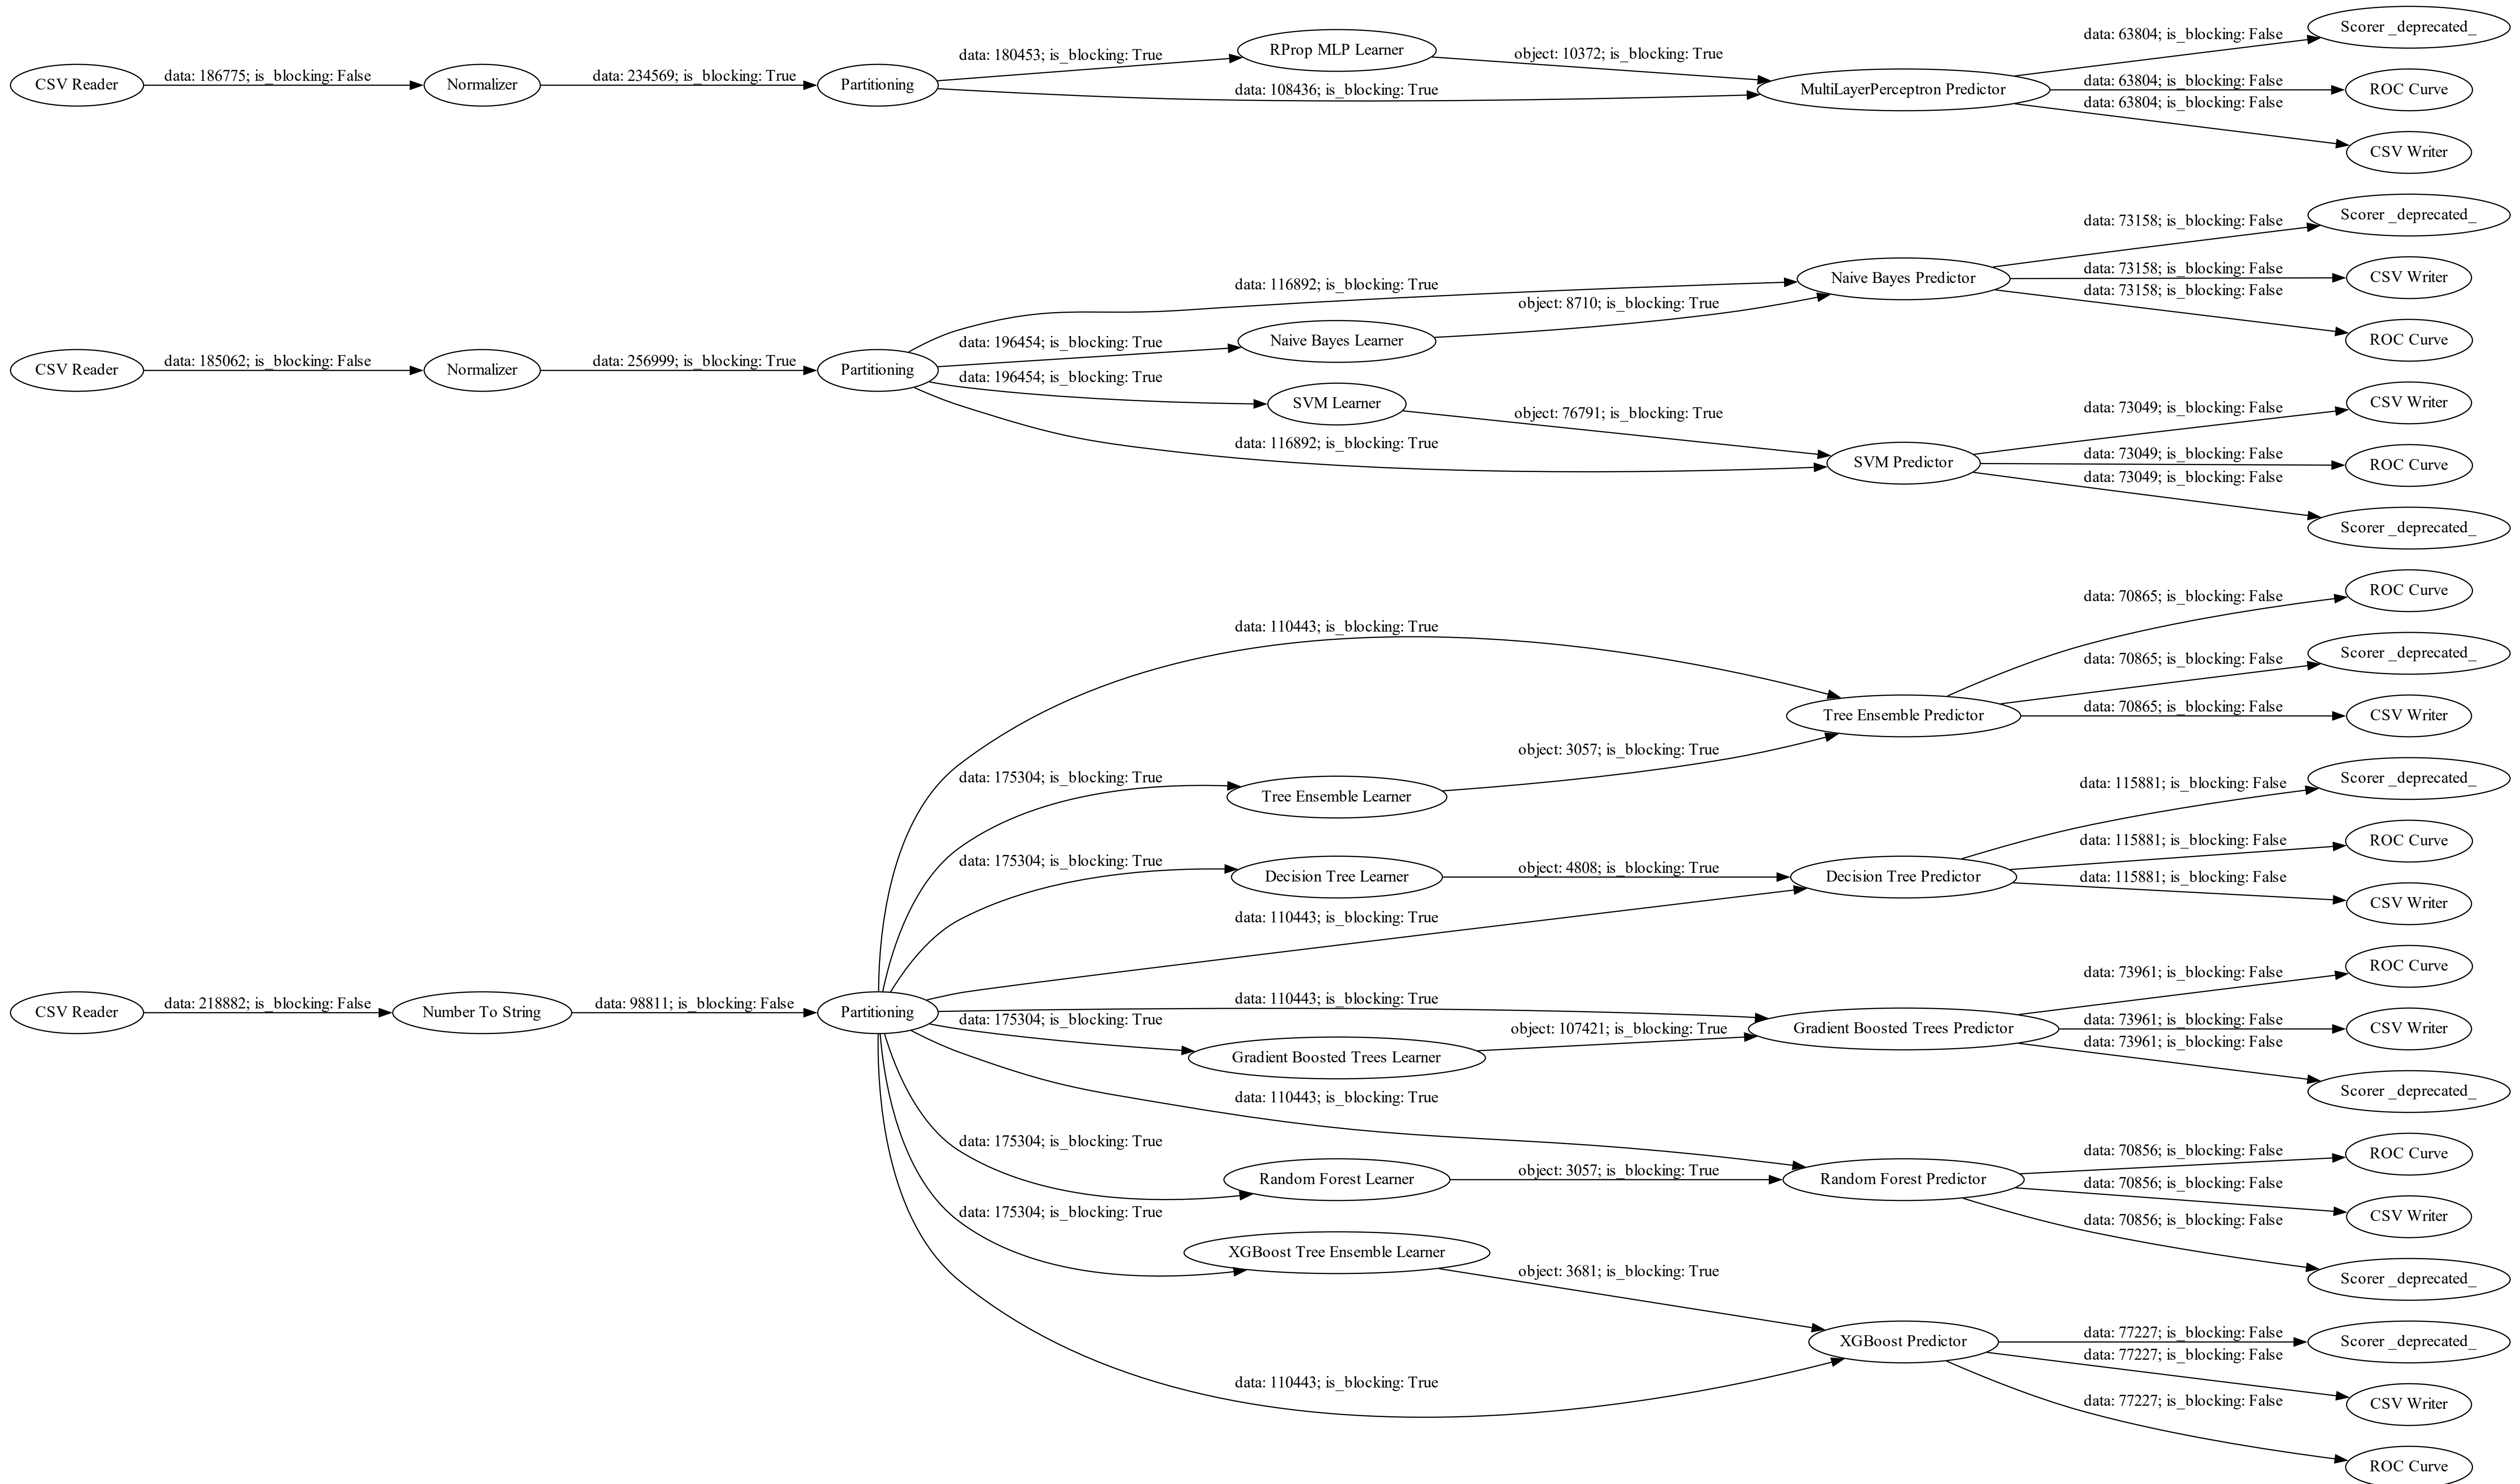 CSV Reader
data: 186775; is_blocking: False
Normalizer
data: 234569; is_blocking: True
Partitioning
data: 180453; is_blocking: True
RProp MLP Learner
object: 10372; is_blocking: True
data: 108436; is_blocking: True
MultiLayerPerceptron Predictor
data: 63804; is_blocking: False
Scorer _deprecated_
data: 63804; is_blocking: False
ROC Curve
data: 63804; is_blocking: False
CSV Writer
CSV Reader
data: 185062; is_blocking: False
Normalizer
data: 256999; is_blocking: True
Partitioning
data: 116892; is_blocking: True
data: 196454; is_blocking: True
Naive Bayes Learner
object: 8710; is_blocking: True
Naive Bayes Predictor
data: 73158; is_blocking: False
Scorer _deprecated_
data: 73158; is_blocking: False
CSV Writer
data: 73158; is_blocking: False
ROC Curve
data: 196454; is_blocking: True
SVM Learner
object: 76791; is_blocking: True
data: 116892; is_blocking: True
SVM Predictor
data: 73049; is_blocking: False
CSV Writer
data: 73049; is_blocking: False
ROC Curve
data: 73049; is_blocking: False
Scorer _deprecated_
CSV Reader
data: 218882; is_blocking: False
Number To String
data: 98811; is_blocking: False
Partitioning
data: 110443; is_blocking: True
data: 175304; is_blocking: True
Tree Ensemble Learner
object: 3057; is_blocking: True
Tree Ensemble Predictor
data: 70865; is_blocking: False
ROC Curve
data: 70865; is_blocking: False
Scorer _deprecated_
data: 70865; is_blocking: False
CSV Writer
data: 175304; is_blocking: True
Decision Tree Learner
object: 4808; is_blocking: True
data: 110443; is_blocking: True
Decision Tree Predictor
data: 115881; is_blocking: False
Scorer _deprecated_
data: 115881; is_blocking: False
ROC Curve
data: 115881; is_blocking: False
CSV Writer
data: 110443; is_blocking: True
data: 175304; is_blocking: True
Gradient Boosted Trees Learner
object: 107421; is_blocking: True
Gradient Boosted Trees Predictor
data: 73961; is_blocking: False
ROC Curve
data: 73961; is_blocking: False
CSV Writer
data: 73961; is_blocking: False
Scorer _deprecated_
data: 110443; is_blocking: True
data: 175304; is_blocking: True
Random Forest Learner
object: 3057; is_blocking: True
Random Forest Predictor
data: 70856; is_blocking: False
ROC Curve
data: 70856; is_blocking: False
CSV Writer
data: 70856; is_blocking: False
Scorer _deprecated_
data: 175304; is_blocking: True
XGBoost Tree Ensemble Learner
object: 3681; is_blocking: True
data: 110443; is_blocking: True
XGBoost Predictor
data: 77227; is_blocking: False
Scorer _deprecated_
data: 77227; is_blocking: False
CSV Writer
data: 77227; is_blocking: False
ROC Curve